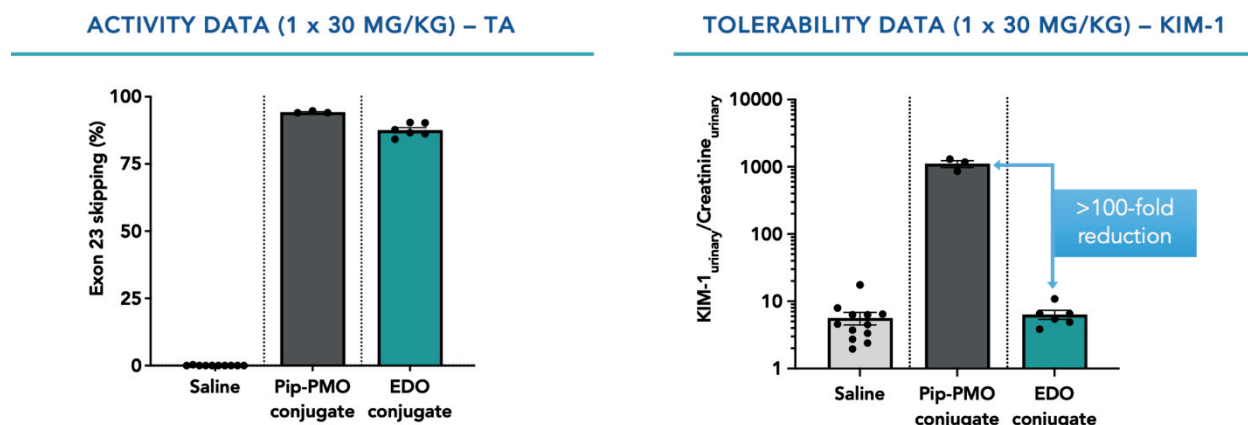 ACTIVITY DATA (1 x 30 MG/KG) – TA
Exon 23 skipping (%)
100
75
50
25
0
Saline
Pip-PMO
conjugate
EDO
conjugate
TOLERABILITY DATA (1 x 30 MG/KG) – KIM-1
KIM-1urinary/Creatinineurinary
10000
1000
100
10
1
>100-fold
reduction
Saline
Pip-PMO
conjugate
EDO
conjugate